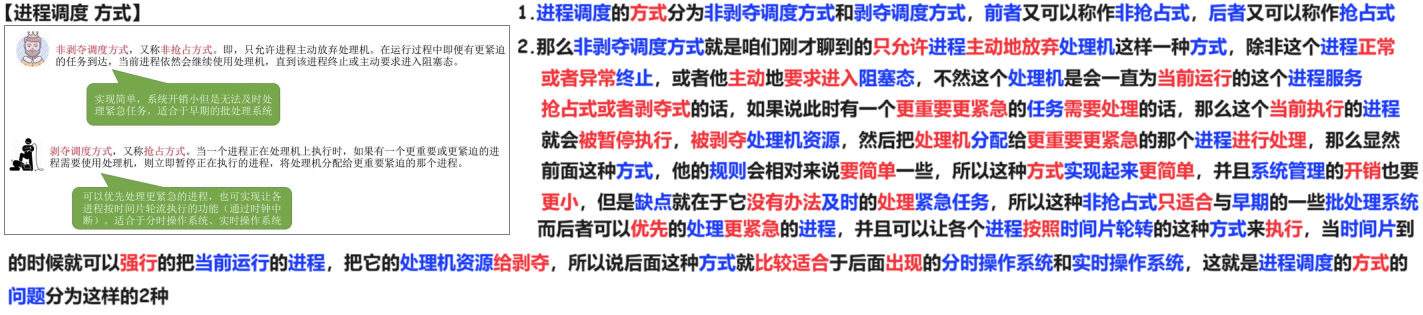 【进程调度 方式】
非剥夺调度方式，又称非抢占方式。即，只允许进程主动放弃处理机。在运行过程中即便有更紧迫
的任务到达，当前进程依然会继续使用处理机，直到该进程终止或主动要求进入阻塞态。
实现简单，系统开销小但是无法及时处
理紧急任务，适合于早期的批处理系统
剥夺调度方式，又称抢占方式。当一个进程正在处理机上执行时，如果有一个更重要或更紧迫的进
程需要使用处理机，则立即暂停正在执行的进程，将处理机分配给更重要紧迫的那个进程。
可以优先处理更紧急的进程，也可实现让各
进程按时间片轮流执行的功能（通过时钟中
断）。适合于分时操作系统、实时操作系统
1.进程调度的方式分为非剥夺调度方式和剥夺调度方式，前者又可以称作非抢占式，后者又可以称作抢占式
2.那么非剥夺调度方式就是咱们刚才聊到的只允许进程主动地放弃处理机这样一种方式，除非这个进程正常
或者异常终止，或者他主动地要求进入阻塞态，不然这个处理机是会一直为当前运行的这个进程服务
抢占式或者剥夺式的话，如果说此时有一个更重要更紧急的任务需要处理的话，那么这个当前执行的进程
就会被暂停执行，被剥夺处理机资源，然后把处理机分配给更重要更紧急的那个进程进行处理，那么显然
前面这种方式，他的规则会相对来说要简单一些，所以这种方式实现起来更简单，并且系统管理的开销也要
更小，但是缺点就在于它没有办法及时的处理紧急任务，所以这种非抢占式只适合与早期的一些批处理系统
而后者可以优先的处理更紧急的进程，并且可以让各个进程按照时间片轮转的这种方式来执行，当时间片到
的时候就可以强行的把当前运行的进程，把它的处理机资源给剥夺，所以说后面这种方式就比较适合于后面出现的分时操作系统和实时操作系统，这就是进程调度的方式的
问题分为这样的2种